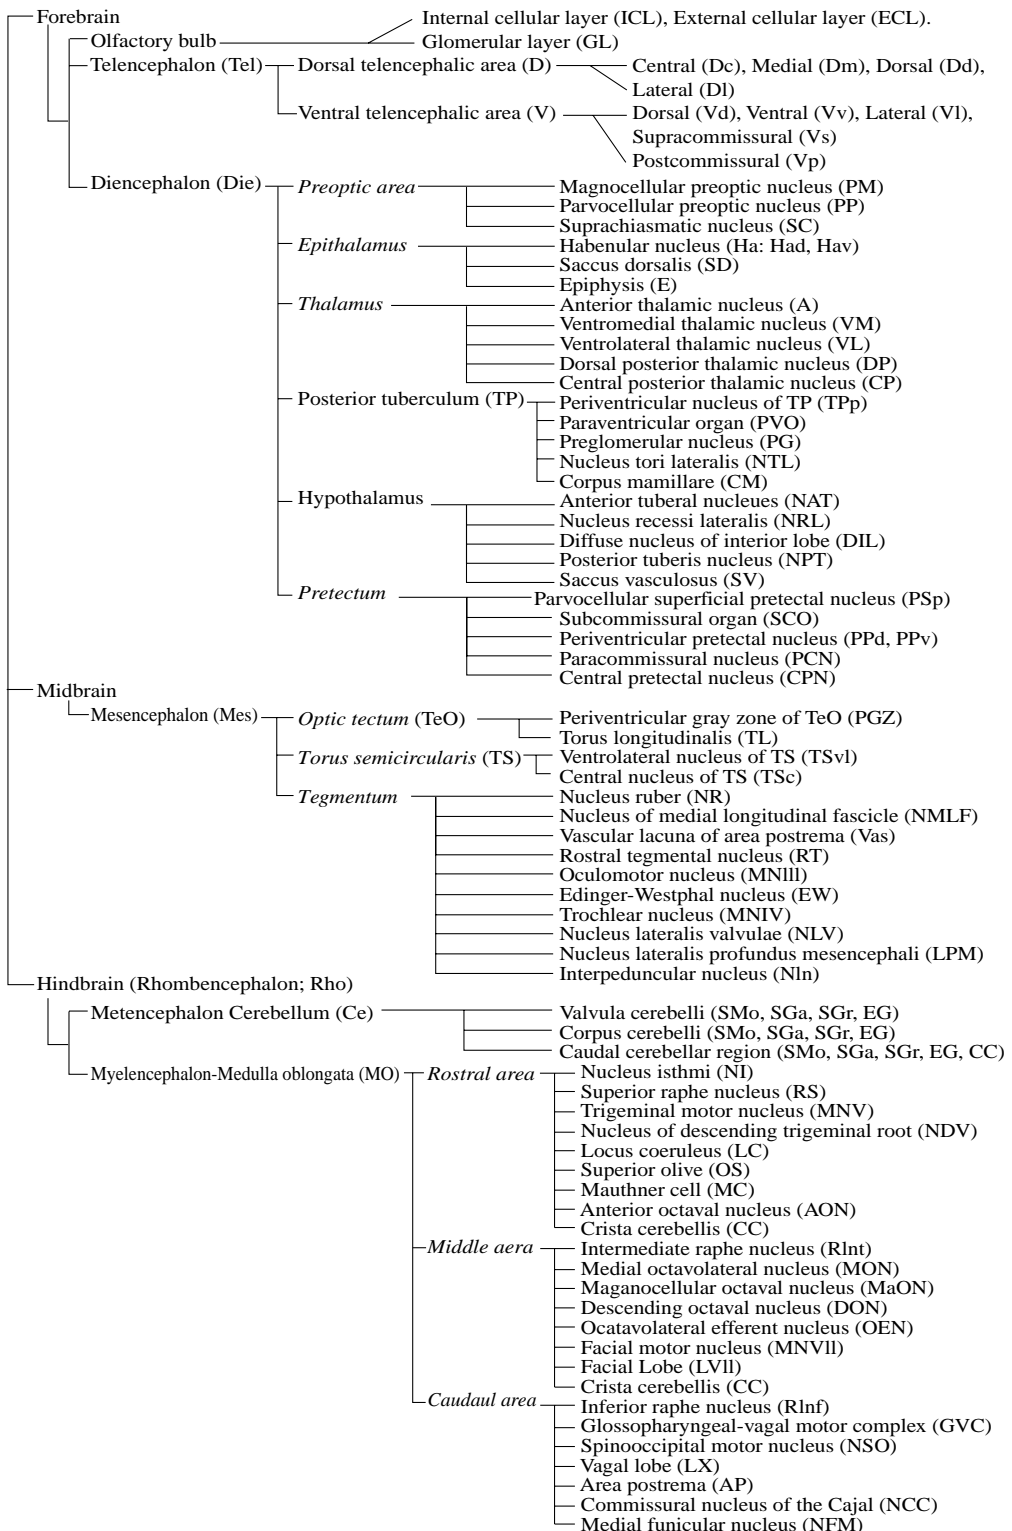 Forebrain
Internal cellular layer (ICL), External cellular layer (ECL).
Olfactory bulb
Glomerular layer (GL)
Telencephalon (Tel)
Dorsal telencephalic area (D)
Central (Dc), Medial (Dm), Dorsal (Dd),
Lateral (Dl)
Ventral telencephalic area (V)
Dorsal (Vd), Ventral (Vv), Lateral (Vl),
Supracommissural (Vs)
Postcommissural (Vp)
Diencephalon (Die)
Preoptic area
Magnocellular preoptic nucleus (PM)
Parvocellular preoptic nucleus (PP)
Suprachiasmatic nucleus (SC)
Epithalamus
Habenular nucleus (Ha: Had, Hav)
Saccus dorsalis (SD)
Epiphysis (E)
Thalamus
Anterior thalamic nucleus (A)
Ventromedial thalamic nucleus (VM)
Ventrolateral thalamic nucleus (VL)
Dorsal posterior thalamic nucleus (DP)
Central posterior thalamic nucleus (CP)
Posterior tuberculum (TP)
Periventricular nucleus of TP (TPp)
Paraventricular organ (PVO)
Preglomerular nucleus (PG)
Nucleus tori lateralis (NTL)
Corpus mamillare (CM)
Hypothalamus
Anterior tuberal nucleues (NAT)
Nucleus recessi lateralis (NRL)
Diffuse nucleus of interior lobe (DIL)
Posterior tuberis nucleus (NPT)
Saccus vasculosus (SV)
Pretectum
Parvocellular superficial pretectal nucleus (PSp)
Subcommissural organ (SCO)
Periventricular pretectal nucleus (PPd, PPv)
Paracommissural nucleus (PCN)
Central pretectal nucleus (CPN)
Midbrain
Mesencephalon (Mes)
Optic tectum (TeO)
Periventricular gray zone of TeO (PGZ)
Torus longitudinalis (TL)
Torus semicircularis (TS)
Ventrolateral nucleus of TS (TSvl)
Central nucleus of TS (TSc)
Tegmentum
Nucleus ruber (NR)
Nucleus of medial longitudinal fascicle (NMLF)
Vascular lacuna of area postrema (Vas)
Rostral tegmental nucleus (RT)
Oculomotor nucleus (MNlll)
Edinger-Westphal nucleus (EW)
Trochlear nucleus (MNIV)
Nucleus lateralis valvulae (NLV)
Nucleus lateralis profundus mesencephali (LPM)
Interpeduncular nucleus (Nln)
Hindbrain (Rhombencephalon; Rho)
Metencephalon Cerebellum (Ce)
Valvula cerebelli (SMo, SGa, SGr, EG)
Corpus cerebelli (SMo, SGa, SGr, EG)
Caudal cerebellar region (SMo, SGa, SGr, EG, CC)
Myelencephalon-Medulla oblongata (MO)
Rostral area
Nucleus isthmi (NI)
Superior raphe nucleus (RS)
Trigeminal motor nucleus (MNV)
Nucleus of descending trigeminal root (NDV)
Locus coeruleus (LC)
Superior olive (OS)
Mauthner cell (MC)
Anterior octaval nucleus (AON)
Crista cerebellis (CC)
Middle aera
Intermediate raphe nucleus (Rlnt)
Medial octavolateral nucleus (MON)
Maganocellular octaval nucleus (MaON)
Descending octaval nucleus (DON)
Ocatavolateral efferent nucleus (OEN)
Facial motor nucleus (MNVll)
Facial Lobe (LVll)
Crista cerebellis (CC)
Caudaul area
Inferior raphe nucleus (Rlnf)
Glossopharyngeal-vagal motor complex (GVC)
Spinooccipital motor nucleus (NSO)
Vagal lobe (LX)
Area postrema (AP)
Commissural nucleus of the Cajal (NCC)
Medial funicular nucleus (NFM)